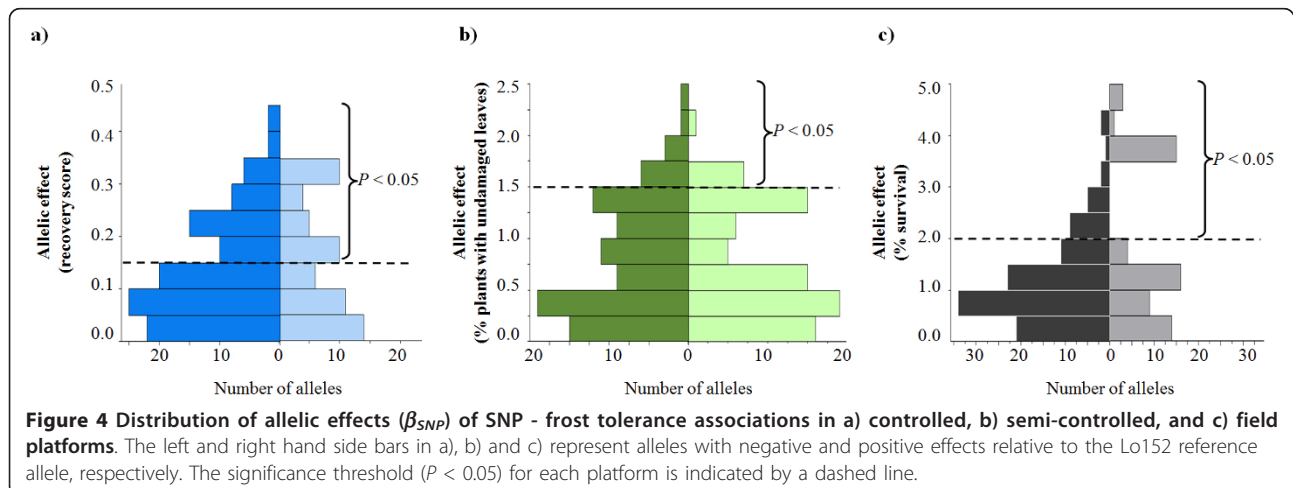 a)
0.5
0.4
0.3
0.2
0.1
0.0
Allelic effect
(recovery score)
P < 0.05
20 10 0 10 20
Number of alleles
b)
2.5
2.0
1.5
1.0
0.5
0.0
Allelic effect
(% plants with undamaged leaves)
P < 0.05
20 10 0 10 20
Number of alleles
c)
5.0
4.0
3.0
2.0
1.0
0.0
Allelic effect
(% survival)
P < 0.05
30 20 10 0 10 20 30
Number of alleles
Figure 4 Distribution of allelic effects (βSNP) of SNP - frost tolerance associations in a) controlled, b) semi-controlled, and c) field
platforms. The left and right hand side bars in a), b) and c) represent alleles with negative and positive effects relative to the Lo152 reference
allele, respectively. The significance threshold (P < 0.05) for each platform is indicated by a dashed line.